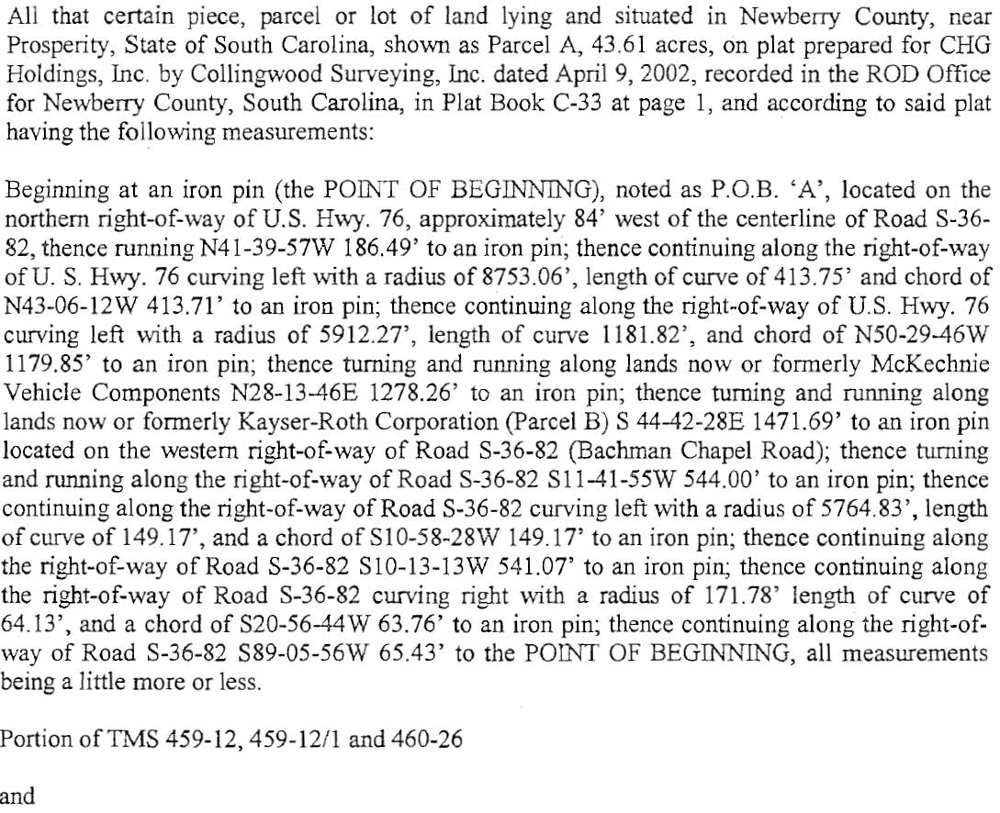 All that certain piece, parcel or lot of land lying and situated in Newberry County, near
Prosperity, State of South Carolina, shown as Parcel A, 43.61 acres, on plat prepared for CHG
Holdings, Inc. by Collingwood Surveying, Inc. dated April 9, 2002, recorded in the ROD Office
for Newberry County, South Carolina, in Plat Book C-33 at page 1, and according to said plat
having the following measurements:
Beginning at an iron pin (the POINT OF BEGINNING), noted as P.O.B. ‘A’, located on the
northern right-of-way of U.S. Hwy. 76, approximately 84’ west of the centerline of Road S-36-
82, thence running N41-39-57W 186.49’ to an iron pin; thence continuing along the right-of-way
of U. S. Hwy. 76 curving left with a radius of 8753.06’, length of curve of 413.75’ and chord of
N43-06-12W 413.71’ to an iron pin; thence continuing along the right-of-way of U.S. Hwy. 76
curving left with a radius of 5912.27’, length of curve 1181.82’, and chord of N50-29-46W
1179.85’ to an iron pin; thence turning and running along lands now or formerly McKechnie
Vehicle Components N28-13-46E 1278.26’ to an iron pin; thence turning and running along
lands now or formerly Kayser-Roth Corporation (Parcel B) S 44-42-28E 1471.69’ to an iron pin
located on the western right-of-way of Road S-36-82 (Bachman Chapel Road); thence turning
and running along the right-of-way of Road S-36-82 S11-41-55W 544.00’ to an iron pin; thence
continuing along the right-of-way of Road S-36-82 curving left with a radius of 5764.83’, length
of curve of 149.17’, and a chord of S10-58-28W 149.17’ to an iron pin; thence continuing along
the right-of-way of Road S-36-82 S10-13-13W 541.07’ to an iron pin; thence continuing along
the right-of-way of Road S-36-82 curving right with a radius of 171.78’ length of curve of
64.13’, and a chord of S20-56-44W 63.76’ to an iron pin; thence continuing along the right-of-
way of Road S-36-82 S89-05-56W 65.43’ to the POINT OF BEGINNING, all measurements
being a little more or less.
Portion of TMS 459-12, 459-12/1 and 460-26
and